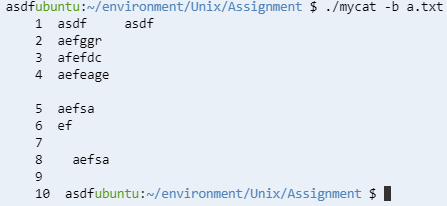 asdfubuntu:~/environment/Unix/Assignment $ ./mycat -b a.txt
1 asdf asdf
2 aefggr
3 afefdc
4 aefeage
5 aefsa
6 ef
7
8 aefsa
9
10 asdfubuntu:~/environment/Unix/Assignment $